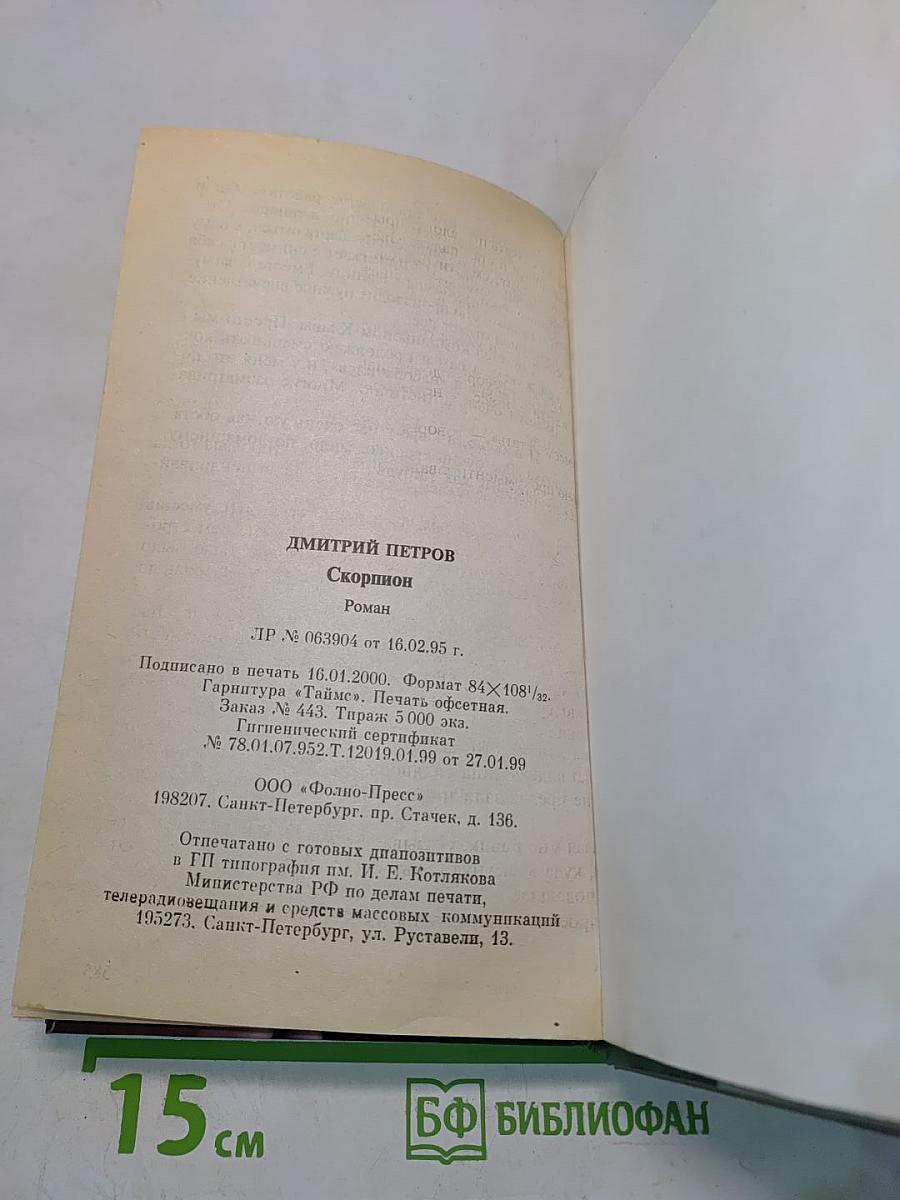 ДМИТРИЙ ПЕТРОВ
Скорпион
Роман
ЛР № 063904 от 16.02.95 г.
Подписано в печать 16.01.2000. Формат 84×108¹/₃₂.
Гарнитура «Таймс». Печать офсетная.
Заказ № 443. Тираж 5 000 экз.
Гигиенический сертификат
№ 78.01.07.952.Т.12019.01.99 от 27.01.99
ООО «Фолио-Пресс»
198207. Санкт-Петербург. пр. Стачек, д. 136.
Отпечатано с готовых диапозитивов
в ГП типография им. И. Е. Котлякова
Министерства РФ по делам печати,
телерадиовещания и средств массовых коммуникаций
195273. Санкт-Петербург, ул. Руставели, 13.
15 см
БФ БИБЛИОФАН